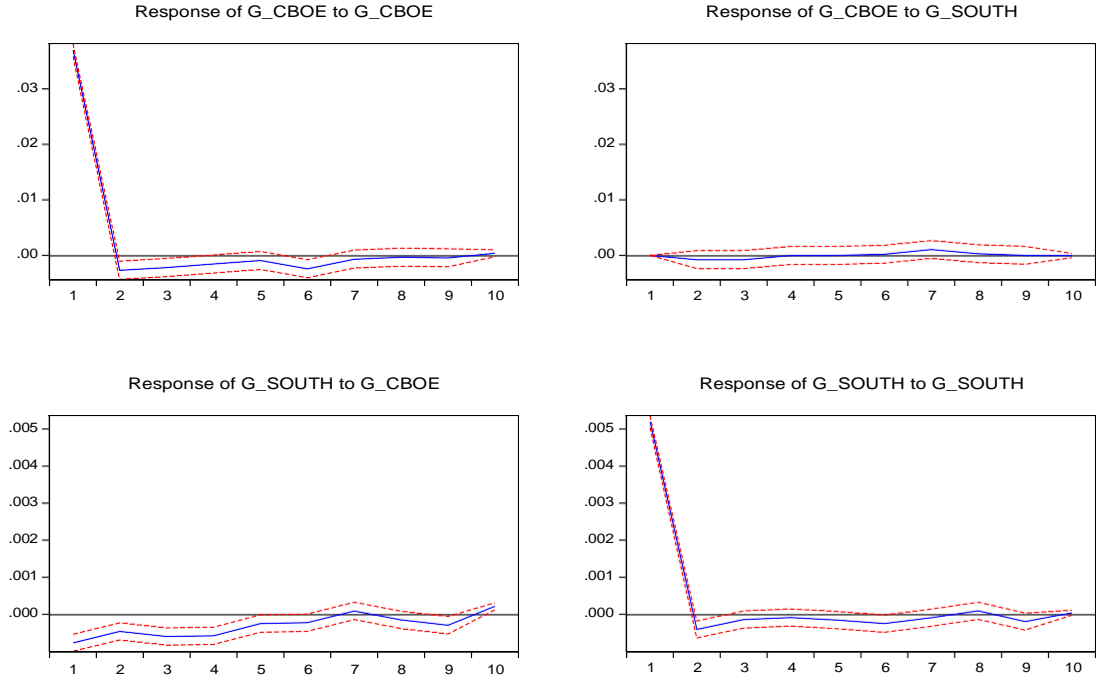 Response of G_CBOE to G_CBOE
.03
.02
.01
.00
1 2 3 4 5 6 7 8 9 10
Response of G_CBOE to G_SOUTH
.03
.02
.01
.00
1 2 3 4 5 6 7 8 9 10
Response of G_SOUTH to G_CBOE
.005
.004
.003
.002
.001
.000
1 2 3 4 5 6 7 8 9 10
Response of G_SOUTH to G_SOUTH
.005
.004
.003
.002
.001
.000
1 2 3 4 5 6 7 8 9 10